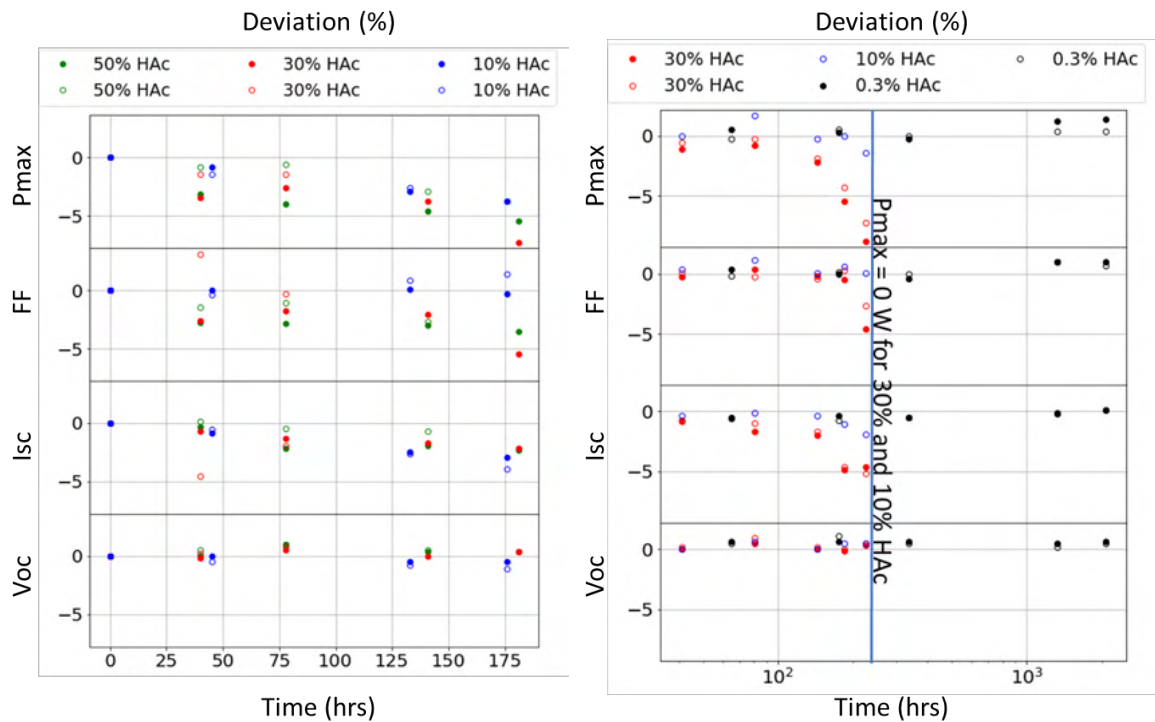 Deviation (%)
50% HAc 30% HAc 10% HAc
50% HAc 30% HAc 10% HAc
Pmax
0
−5
FF
0
−5
Isc
0
−5
Voc
0
−5
0 25 50 75 100 125 150 175
Time (hrs)
Deviation (%)
30% HAc 10% HAc 0.3% HAc
30% HAc 0.3% HAc
Pmax
0
−5
FF
0
−5
Isc
0
−5
Voc
0
−5
Pmax = 0 W for 30% and 10% HAc
10² 10³
Time (hrs)